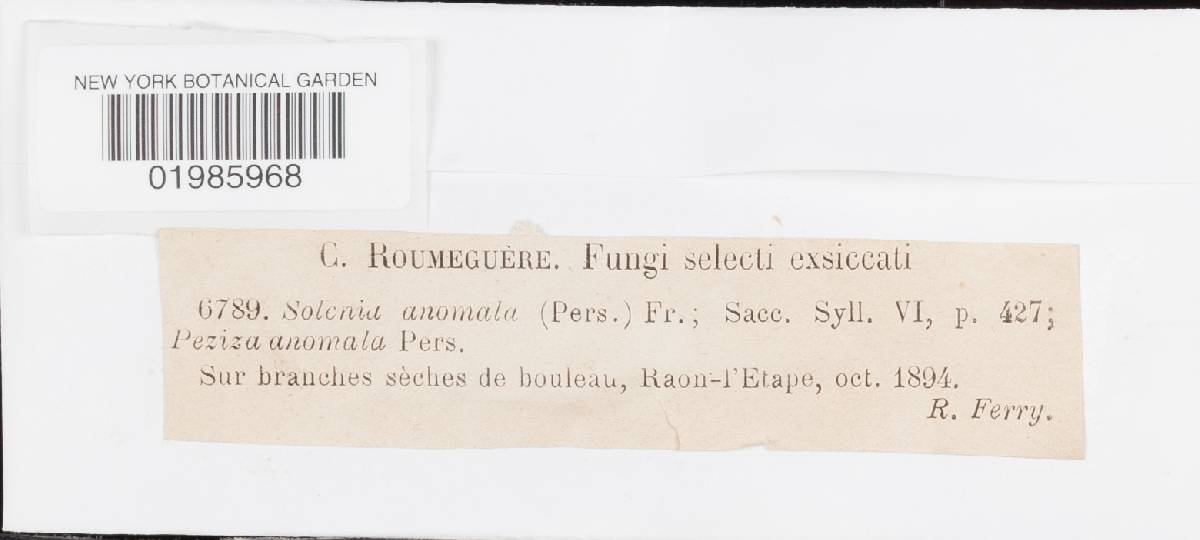 NEW YORK BOTANICAL GARDEN
01985968
C. ROUMEGUÈRE. Fungi selecti exsiccati
6789. Solenia anomala (Pers.) Fr.; Sacc. Syll. VI, p. 427;
Peziza anomala Pers.
Sur branches sèches de bouleau, Raon-l'Etape, oct. 1894.
R. Ferry.